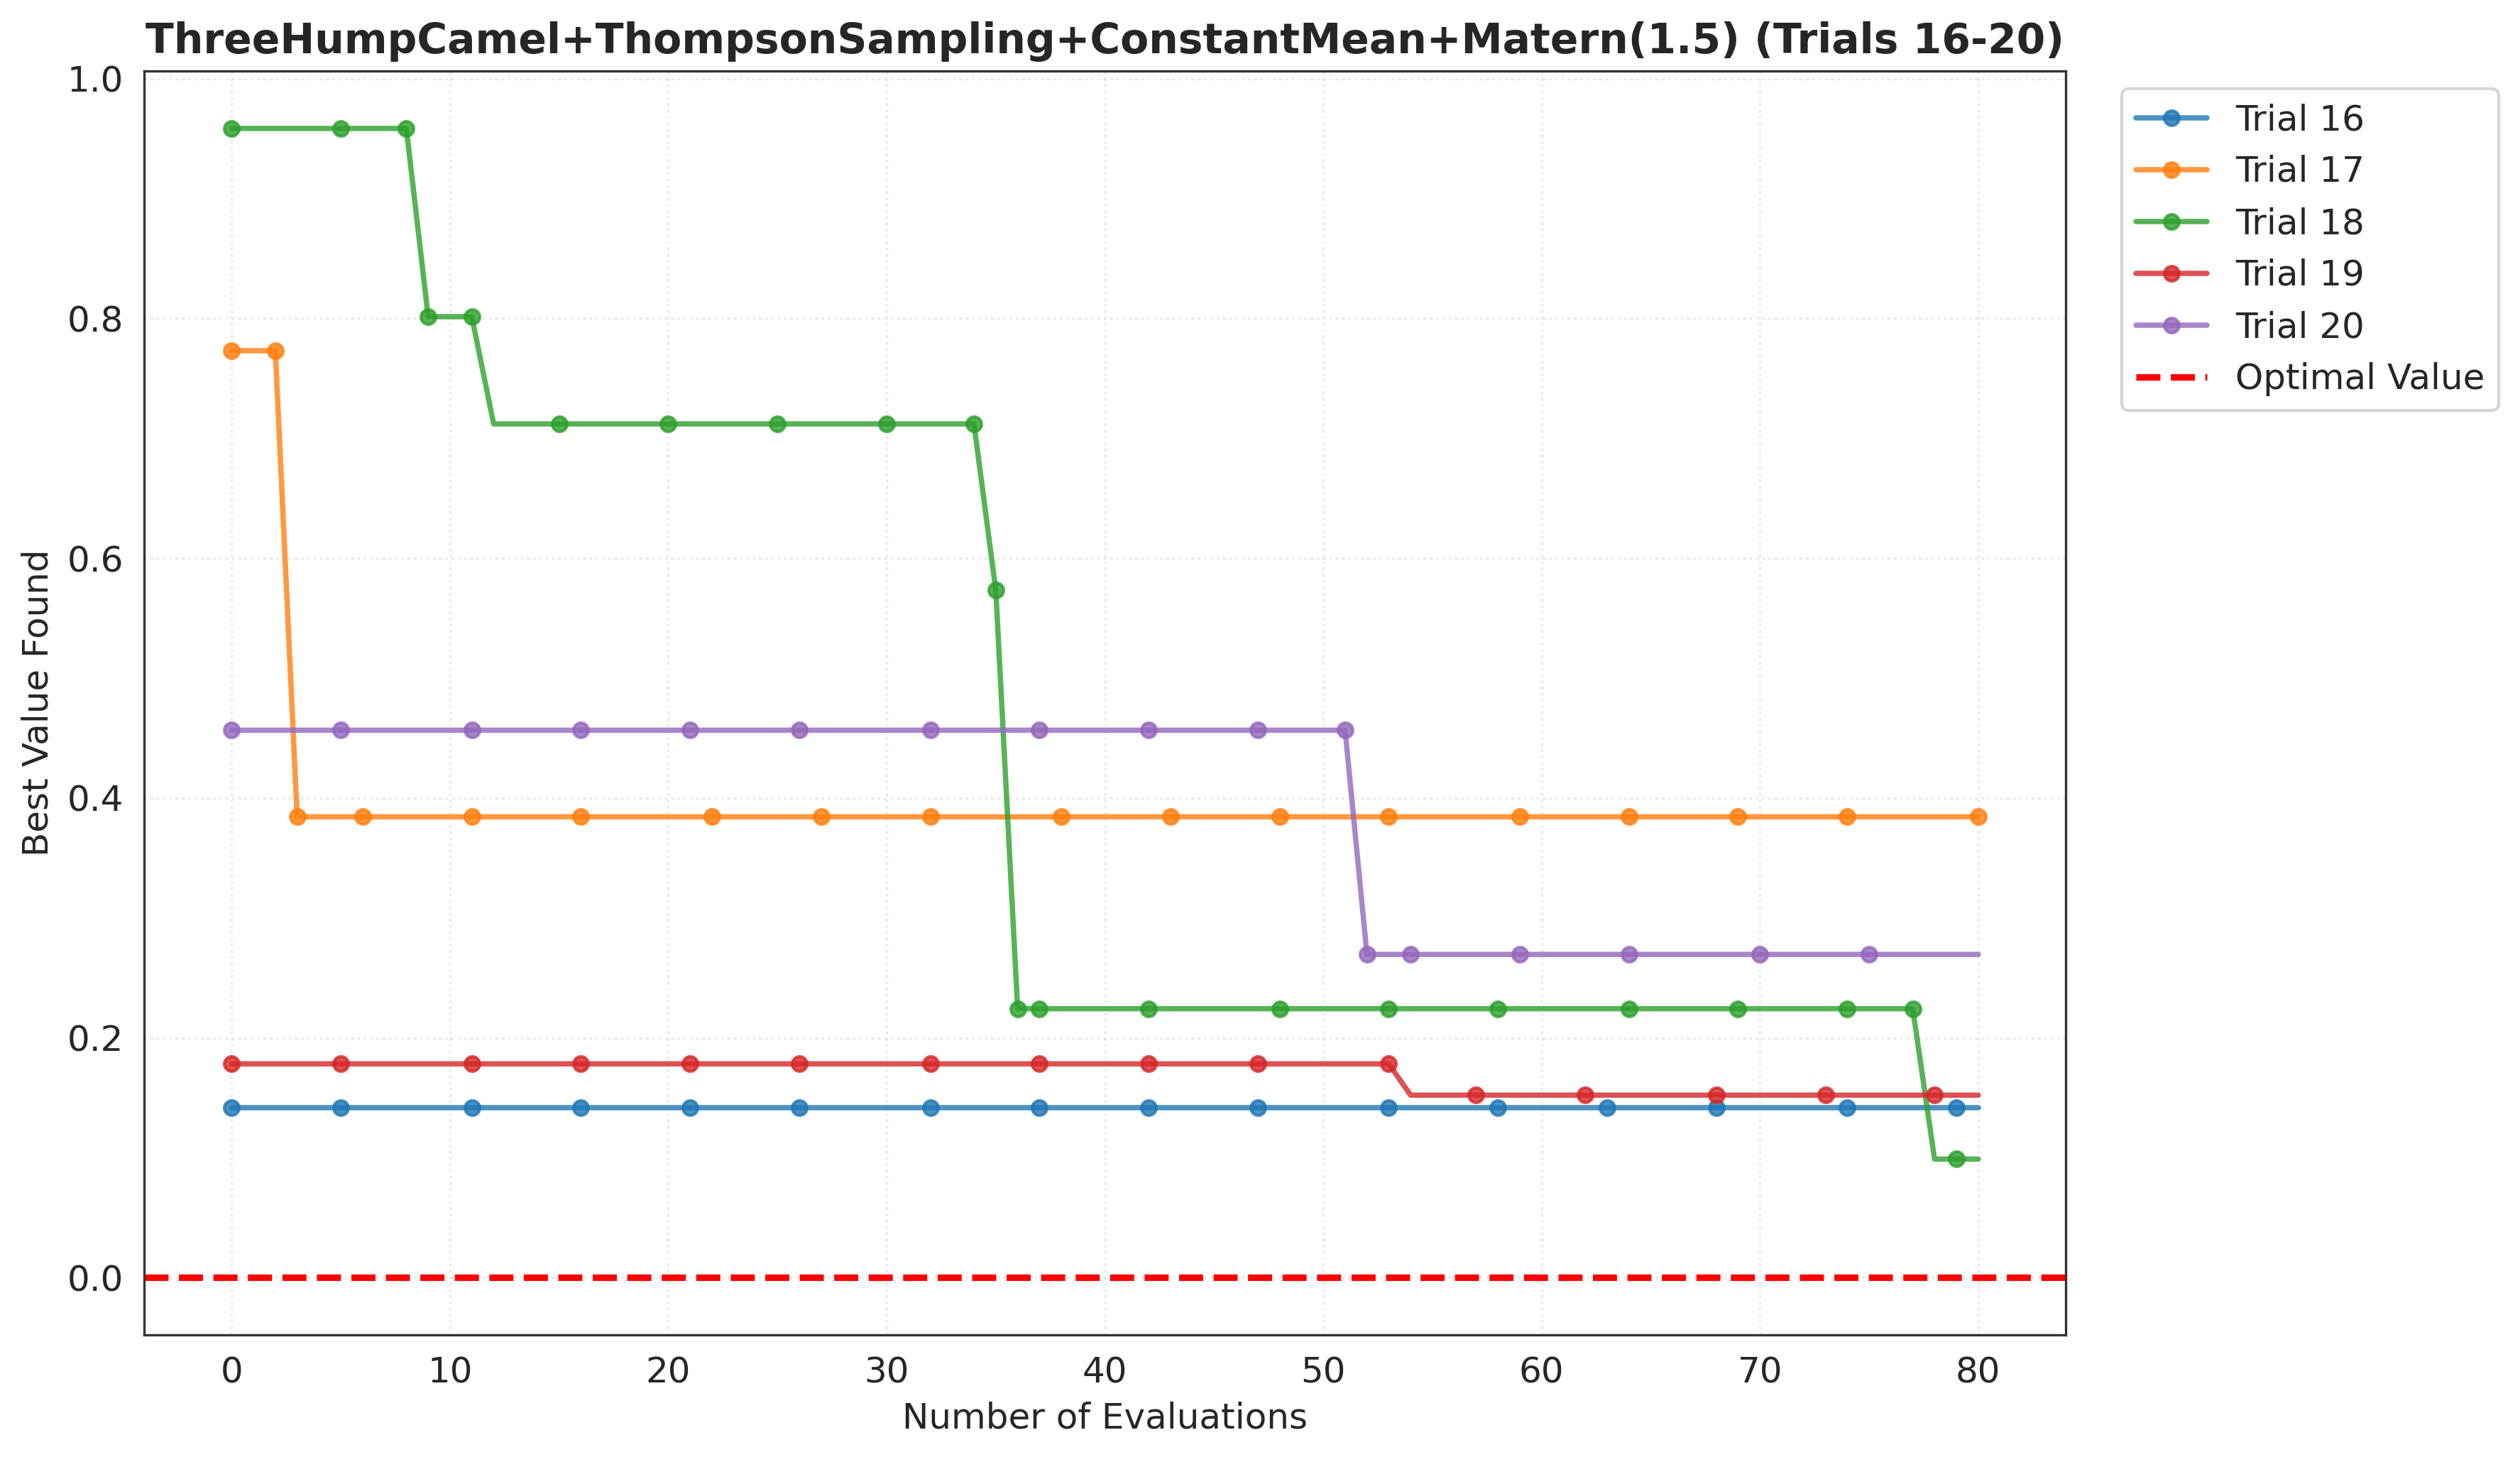 ThreeHumpCamel+ThompsonSampling+ConstantMean+Matern(1.5) (Trials 16-20)
1.0
0.8
0.6
0.4
0.2
0.0
Best Value Found
0 10 20 30 40 50 60 70 80
Number of Evaluations
Trial 16
Trial 17
Trial 18
Trial 19
Trial 20
Optimal Value